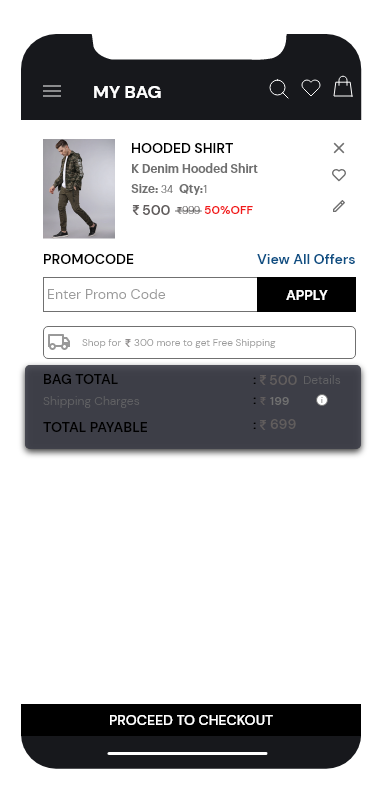 MY BAG
HOODED SHIRT
K Denim Hooded Shirt
Size: 34 Qty:1
₹ 500 ₹999 50%OFF
PROMOCODE View All Offers
Enter Promo Code APPLY
Shop for ₹ 300 more to get Free Shipping
BAG TOTAL : ₹ 500 Details
Shipping Charges : ₹ 199
TOTAL PAYABLE : ₹ 699
PROCEED TO CHECKOUT